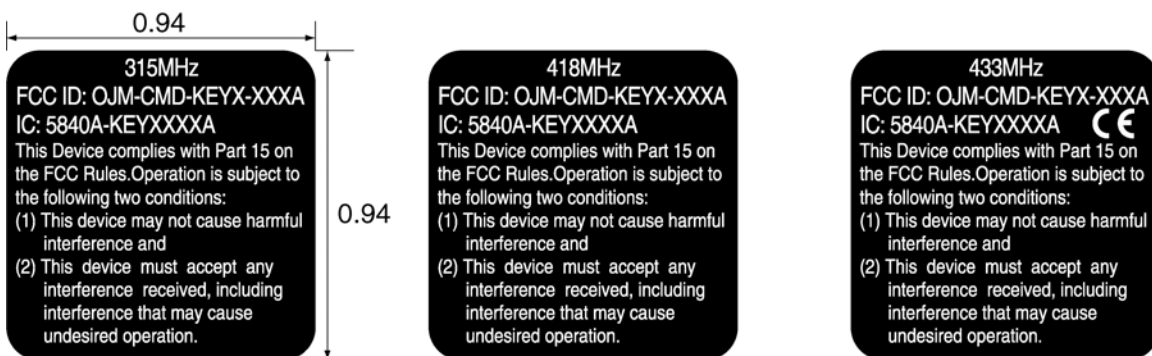 0.94
315MHz
FCC ID: OJM-CMD-KEYX-XXXA
IC: 5840A-KEYXXXXA
This Device complies with Part 15 on
the FCC Rules.Operation is subject to
the following two conditions:
(1) This device may not cause harmful
interference and
(2) This device must accept any
interference received, including
interference that may cause
undesired operation.
0.94
418MHz
FCC ID: OJM-CMD-KEYX-XXXA
IC: 5840A-KEYXXXXA
This Device complies with Part 15 on
the FCC Rules.Operation is subject to
the following two conditions:
(1) This device may not cause harmful
interference and
(2) This device must accept any
interference received, including
interference that may cause
undesired operation.
433MHz
FCC ID: OJM-CMD-KEYX-XXXA
IC: 5840A-KEYXXXXA CE
This Device complies with Part 15 on
the FCC Rules.Operation is subject to
the following two conditions:
(1) This device may not cause harmful
interference and
(2) This device must accept any
interference received, including
interference that may cause
undesired operation.